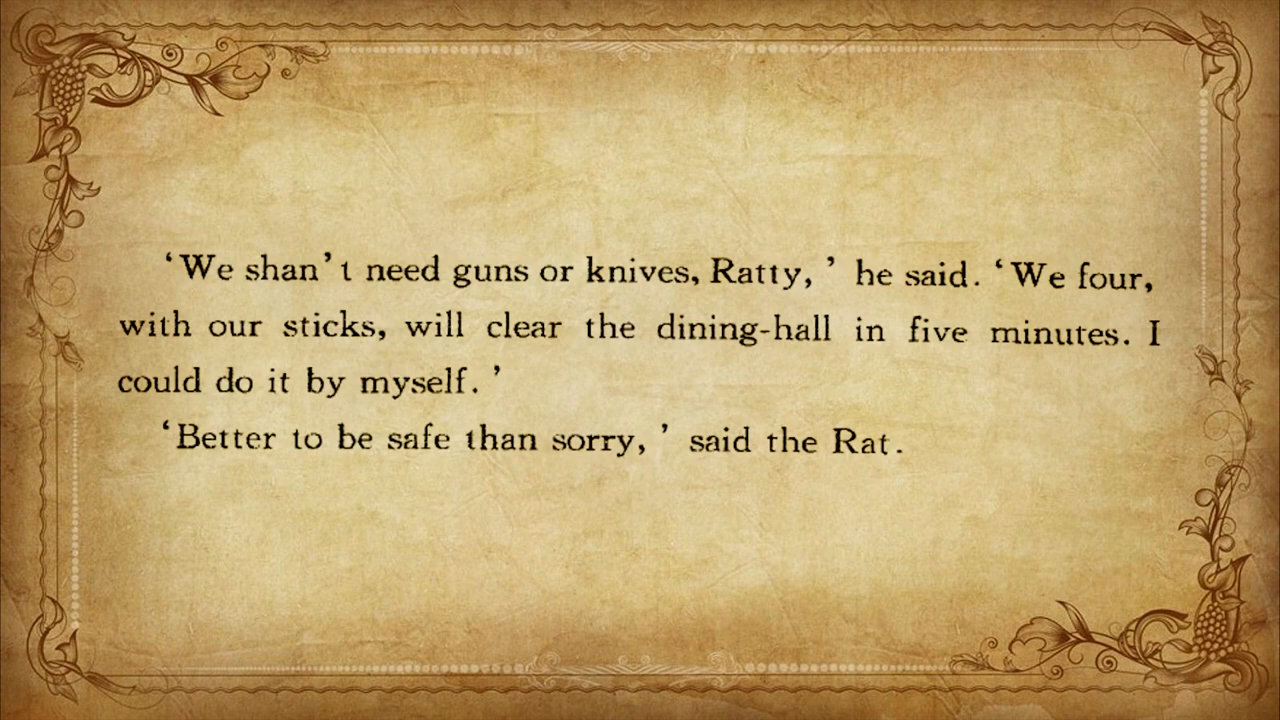 ‘We shan’t need guns or knives, Ratty,’ he said. ‘We four,
with our sticks, will clear the dining-hall in five minutes. I
could do it by myself.’
‘Better to be safe than sorry,’ said the Rat.